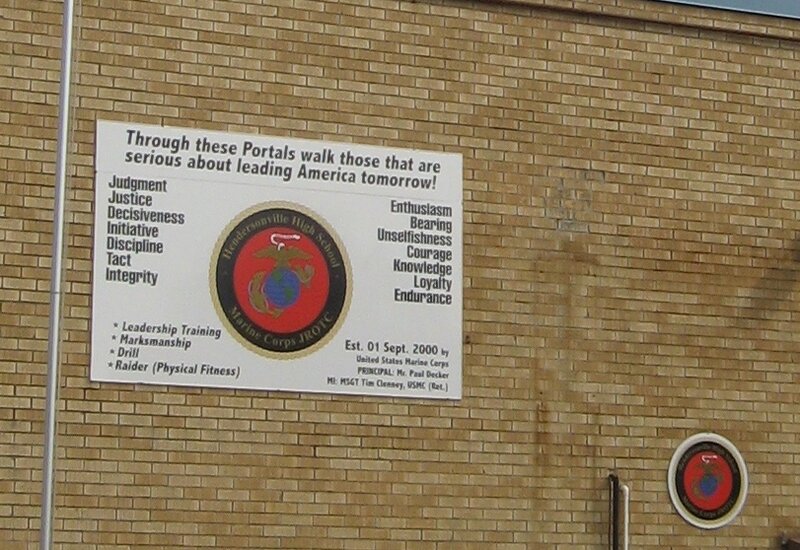 Through these Portals walk those that are
serious about leading America tomorrow!
Judgment
Justice
Decisiveness
Initiative
Discipline
Tact
Integrity
Enthusiasm
Bearing
Unselfishness
Courage
Knowledge
Loyalty
Endurance
Hendersonville High School
Marine Corps JROTC
* Leadership Training
* Marksmanship
* Drill
* Raider (Physical Fitness)
Est. 01 Sept. 2000 by
United States Marine Corps
PRINCIPAL: Mr. Paul Decker
MI: MSGT Tim Clenney, USMC (Ret.)